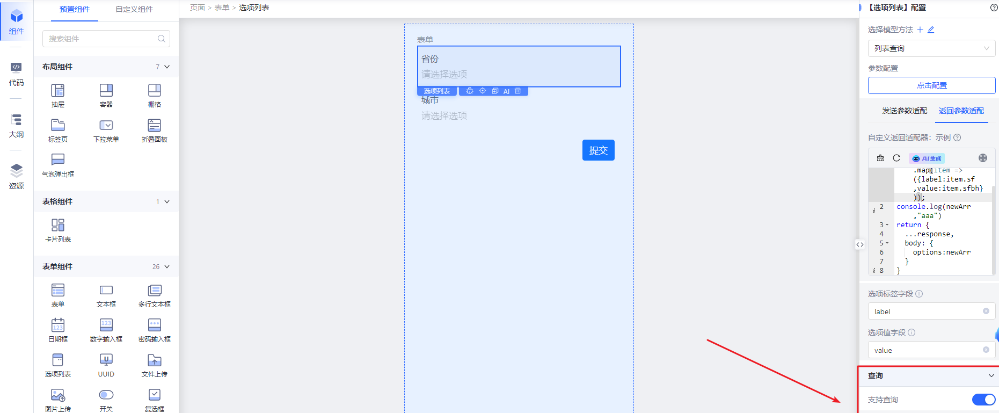 组件
代码
大纲
资源
预置组件
自定义组件
搜索组件
布局组件
7
抽屉
容器
栅格
标签页
下拉菜单
折叠面板
气泡弹出框
表格组件
1
卡片列表
表单组件
26
表单
文本框
多行文本框
123
日期框
123
数字输入框
密码输入框
选项列表
U
UUID
文件上传
图片上传
开关
复选框
页面 > 表单 > 选项列表
表单
省份
请选择选项
选项列表
AI
城市
请选择选项
提交
【选项列表】配置
选择模型方法
列表查询
参数配置
点击配置
发送参数适配
返回参数适配
自定义返回适配器：示例
AI生成
.map(item =>
({label:item.sf
,value:item.sfbh}
));
2 console.log(newArr
,"aaa")
3 return {
4 ...response,
5 body: {
6 options:newArr
7 }
8 }
选项标签字段
label
选项值字段
value
查询
支持查询